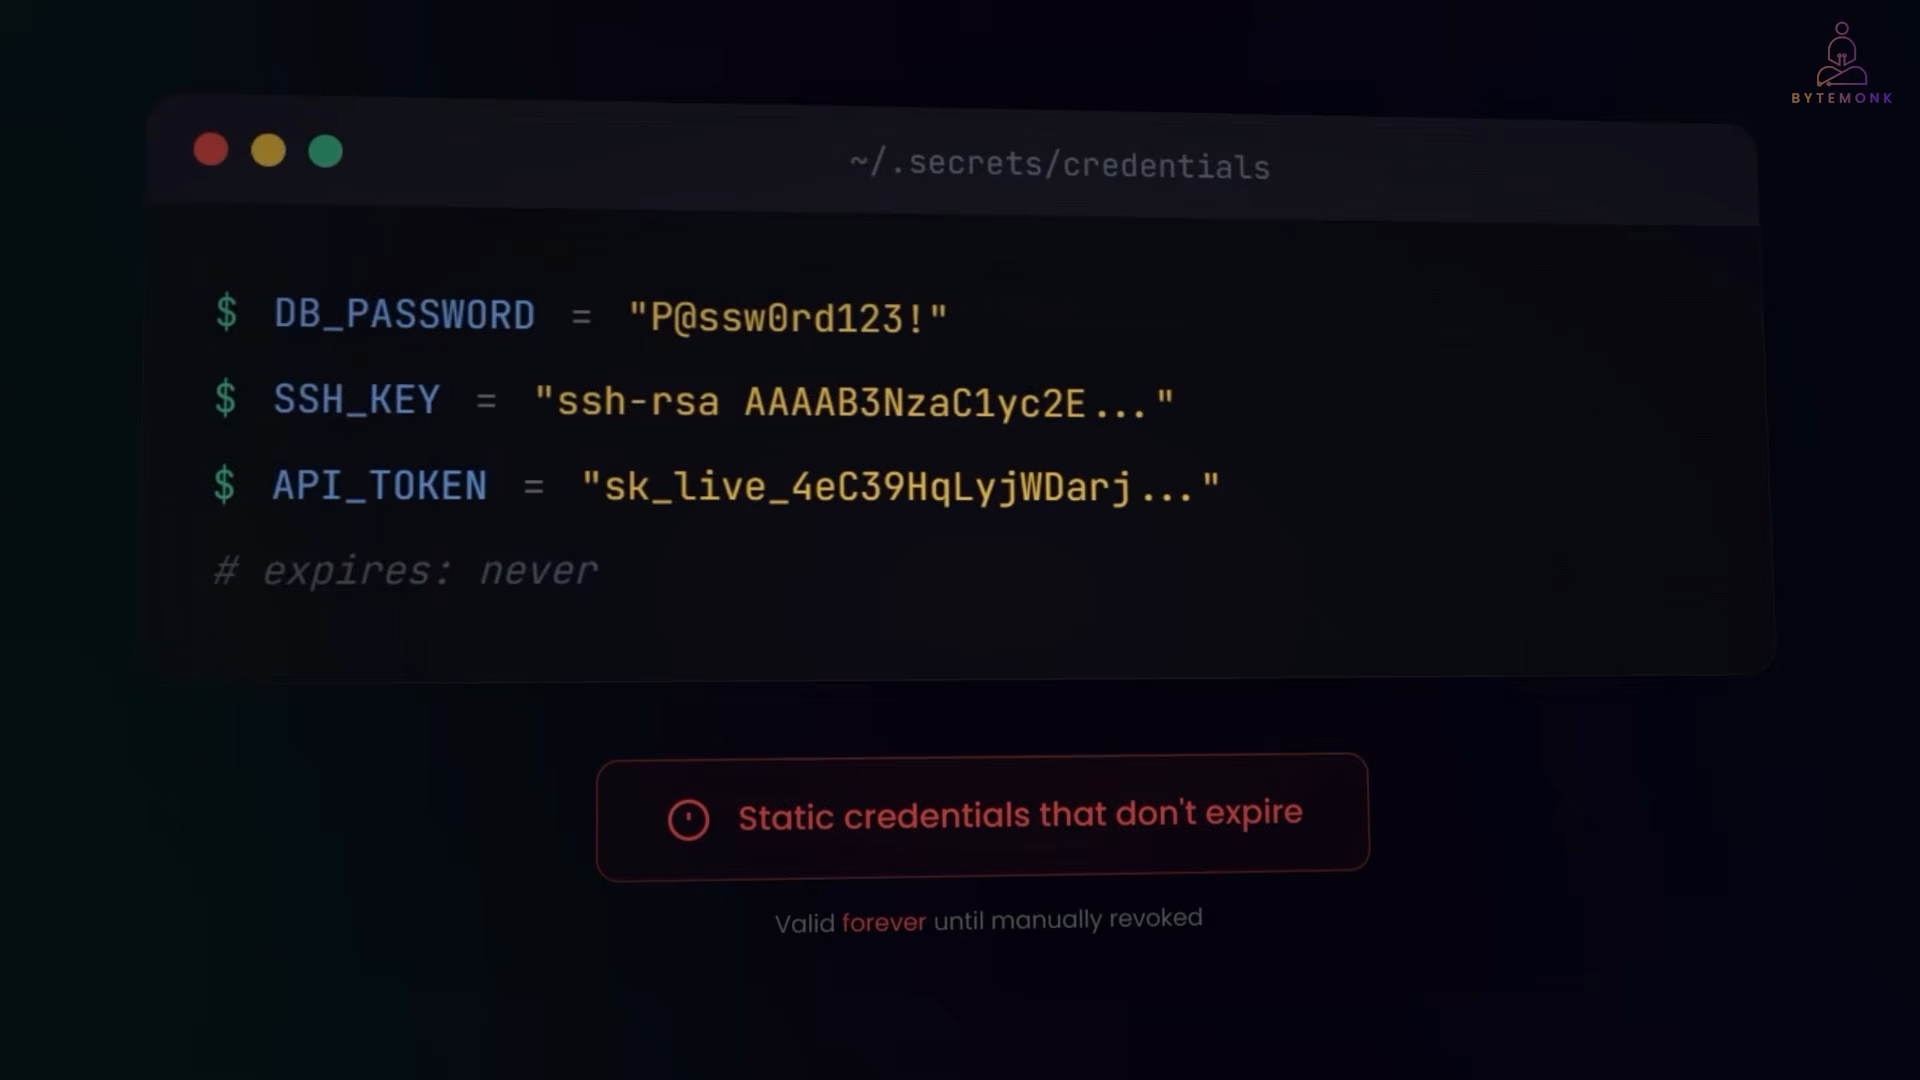 BYTEMONK
~/.secrets/credentials
$ DB_PASSWORD = "P@ssw0rd123!"
$ SSH_KEY = "ssh-rsa AAAAB3NzaC1yc2E..."
$ API_TOKEN = "sk_live_4eC39HqLyjWDarj..."
# expires: never
Static credentials that don't expire
Valid forever until manually revoked